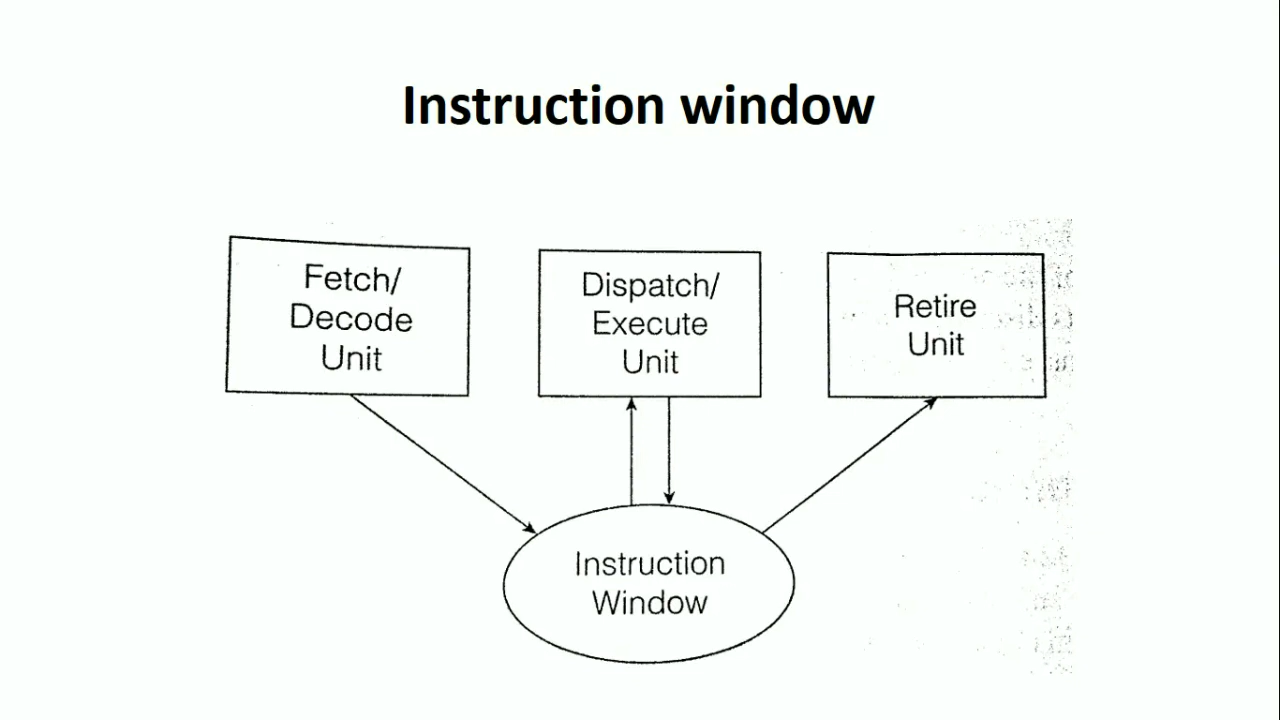 Instruction window
Fetch/
Decode
Unit
Dispatch/
Execute
Unit
Retire
Unit
Instruction
Window